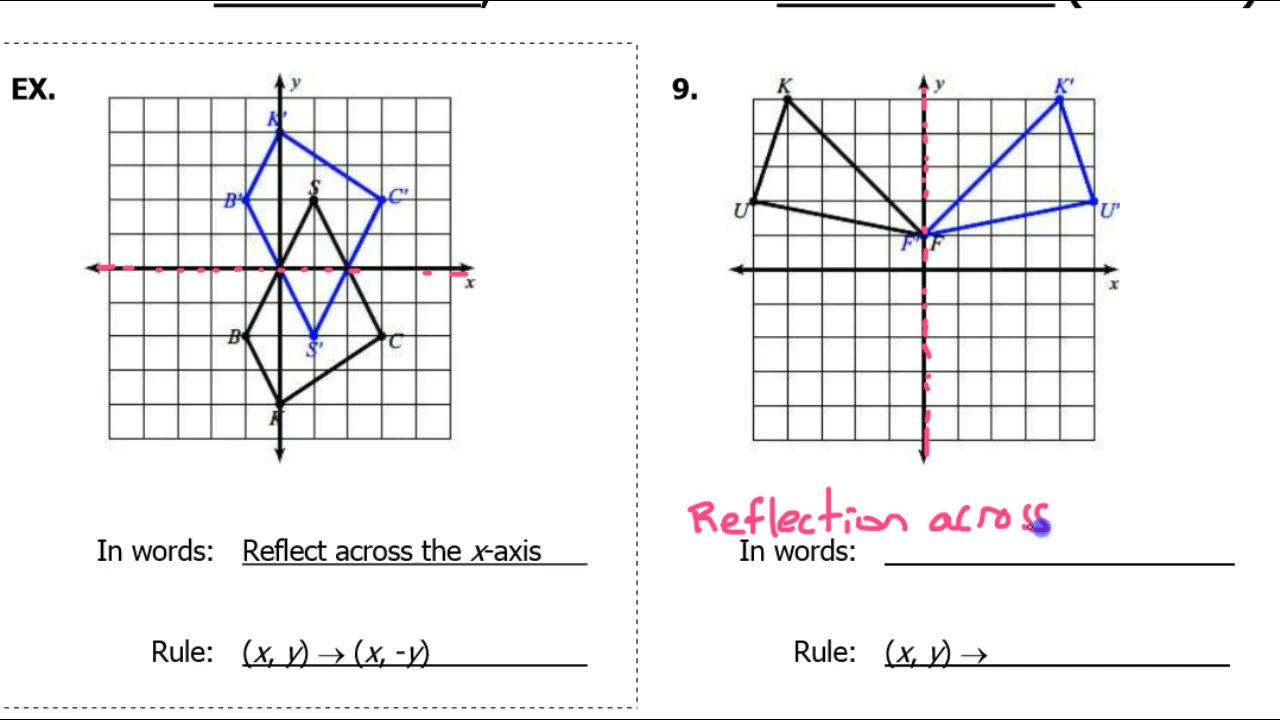 EX.
y
K'
B'
S
C'
x
B
S'
C
K
In words: Reflect across the x-axis
Rule: (x, y) → (x, -y)
9.
y
K
K'
U
U'
F' F
x
Reflection across
In words:
Rule: (x, y) →